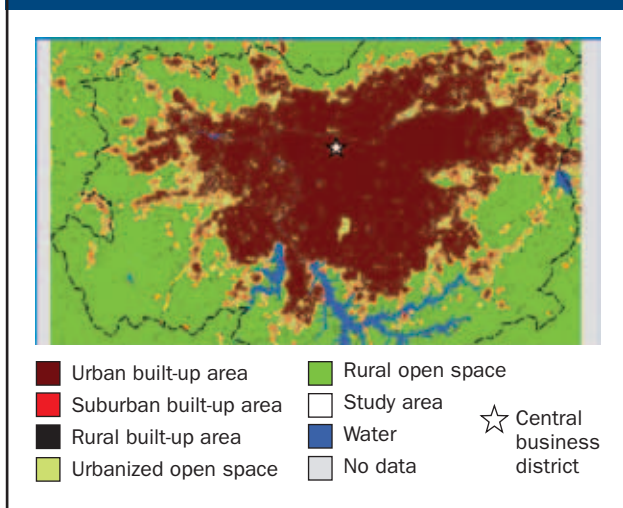 Urban built-up area
Suburban built-up area
Rural built-up area
Urbanized open space
Rural open space
Study area
Water
No data
Central
business
district